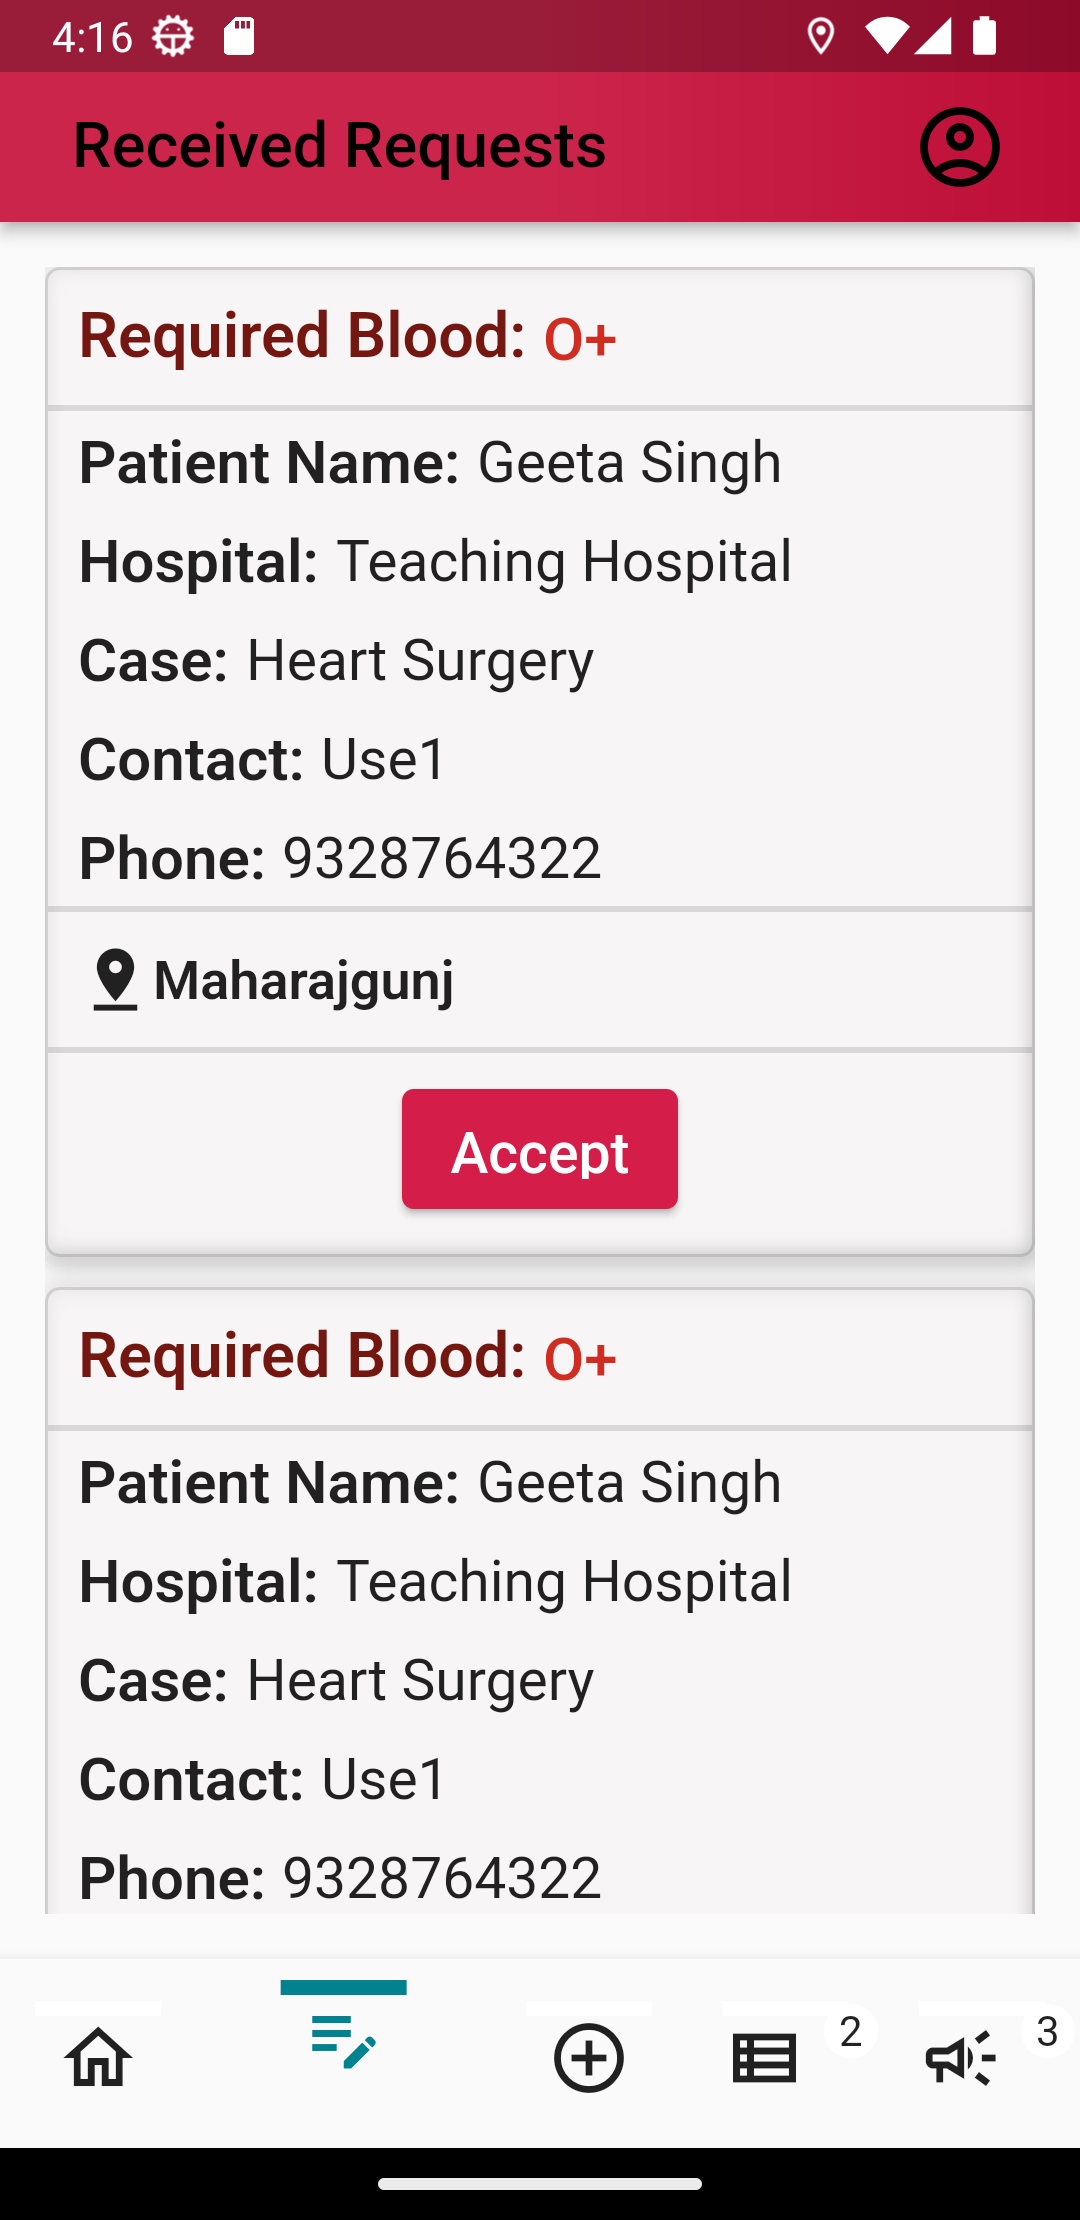 4:16
Received Requests
Required Blood: O+
Patient Name: Geeta Singh
Hospital: Teaching Hospital
Case: Heart Surgery
Contact: Use1
Phone: 9328764322
Maharajgunj
Accept
Required Blood: O+
Patient Name: Geeta Singh
Hospital: Teaching Hospital
Case: Heart Surgery
Contact: Use1
Phone: 9328764322
2
3